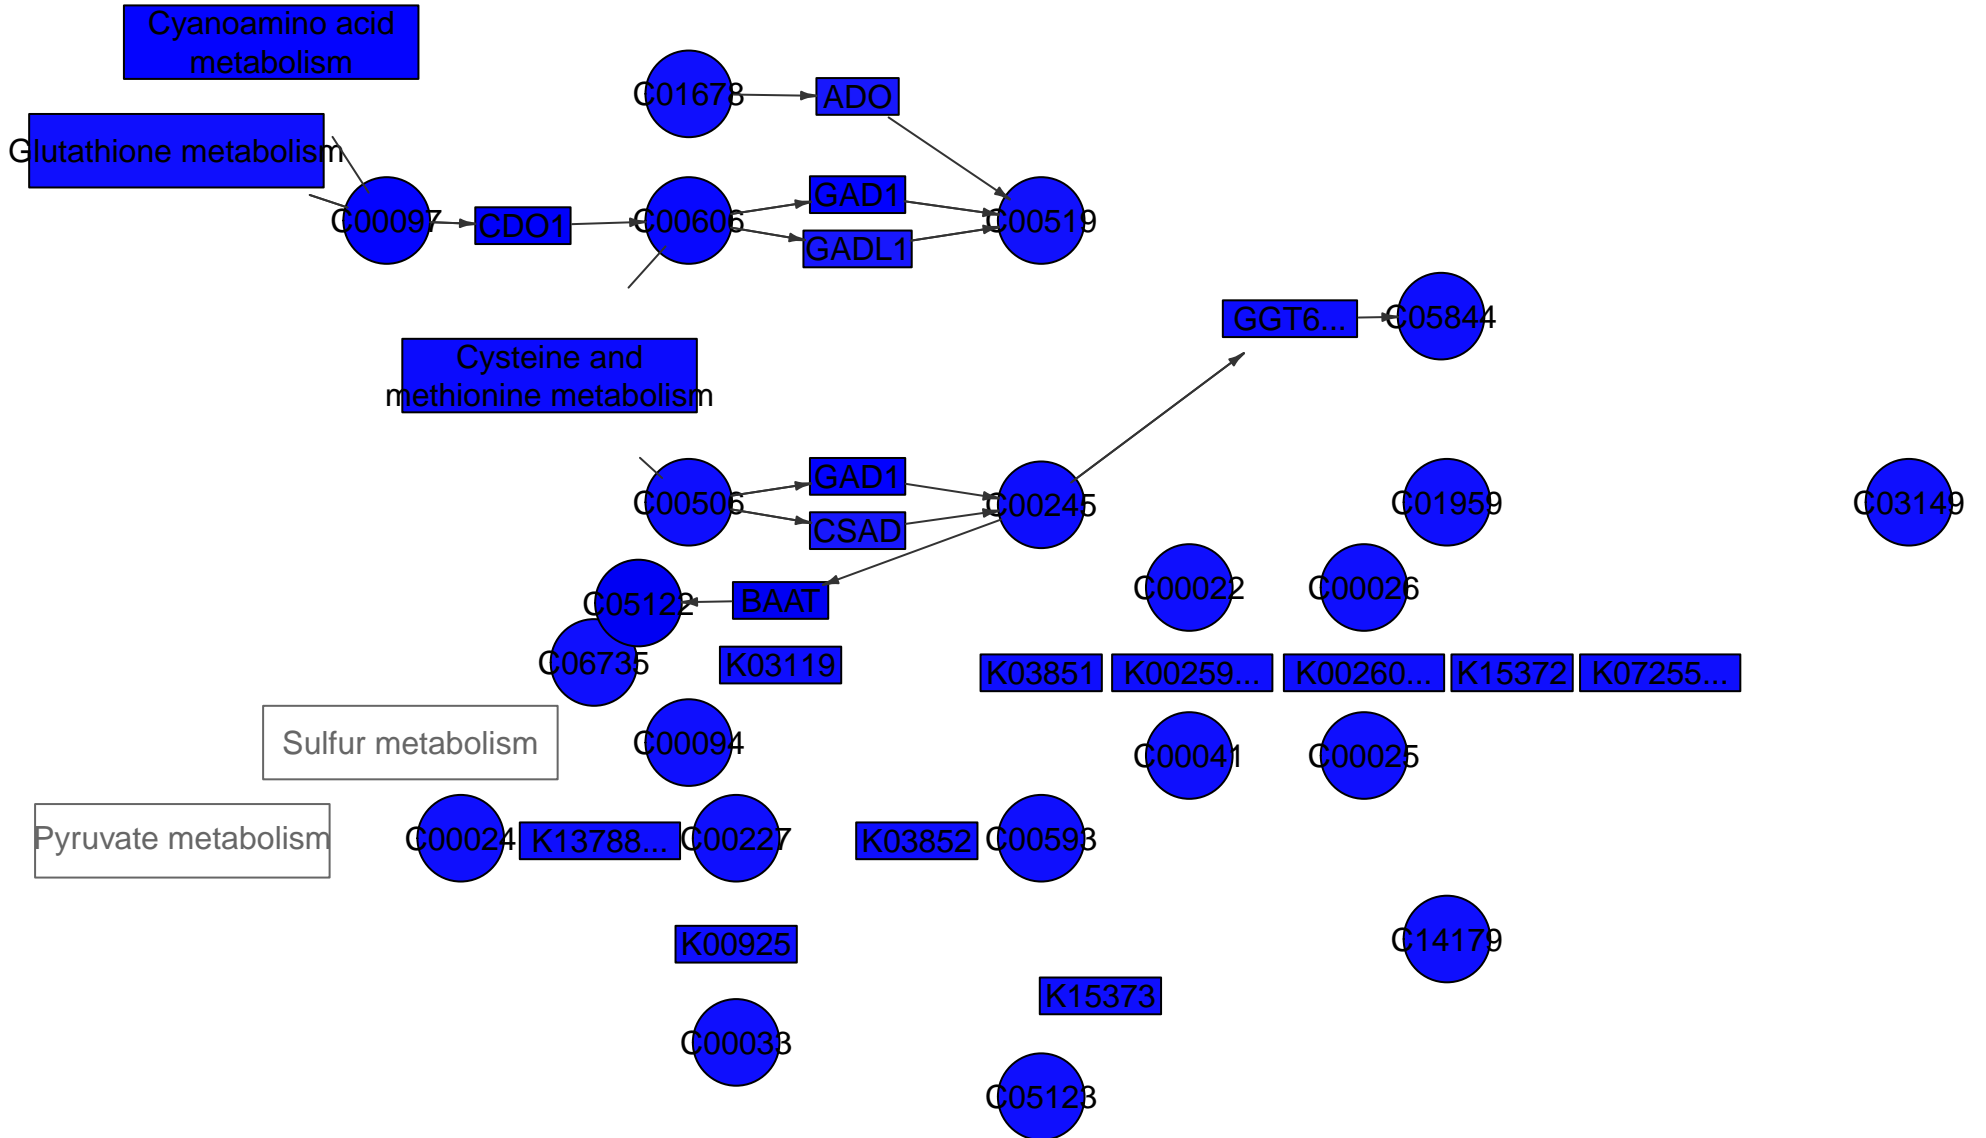 Cyanoamino acid
metabolism
C01678
ADO
Glutathione metabolism
C00097
CDO1
C00606
GAD1
GADL1
C00519
GGT6...
C05844
Cysteine and
methionine metabolism
C00506
GAD1
CSAD
C00245
C01959
C03149
C05122
BAAT
C00022
C00026
C06735
K03119
K03851
K00259...
K00260...
K15372
K07255...
Sulfur metabolism
C00094
C00041
C00025
Pyruvate metabolism
C00024
K13788...
C00227
K03852
C00593
K00925
C14179
K15373
C00033
C05123